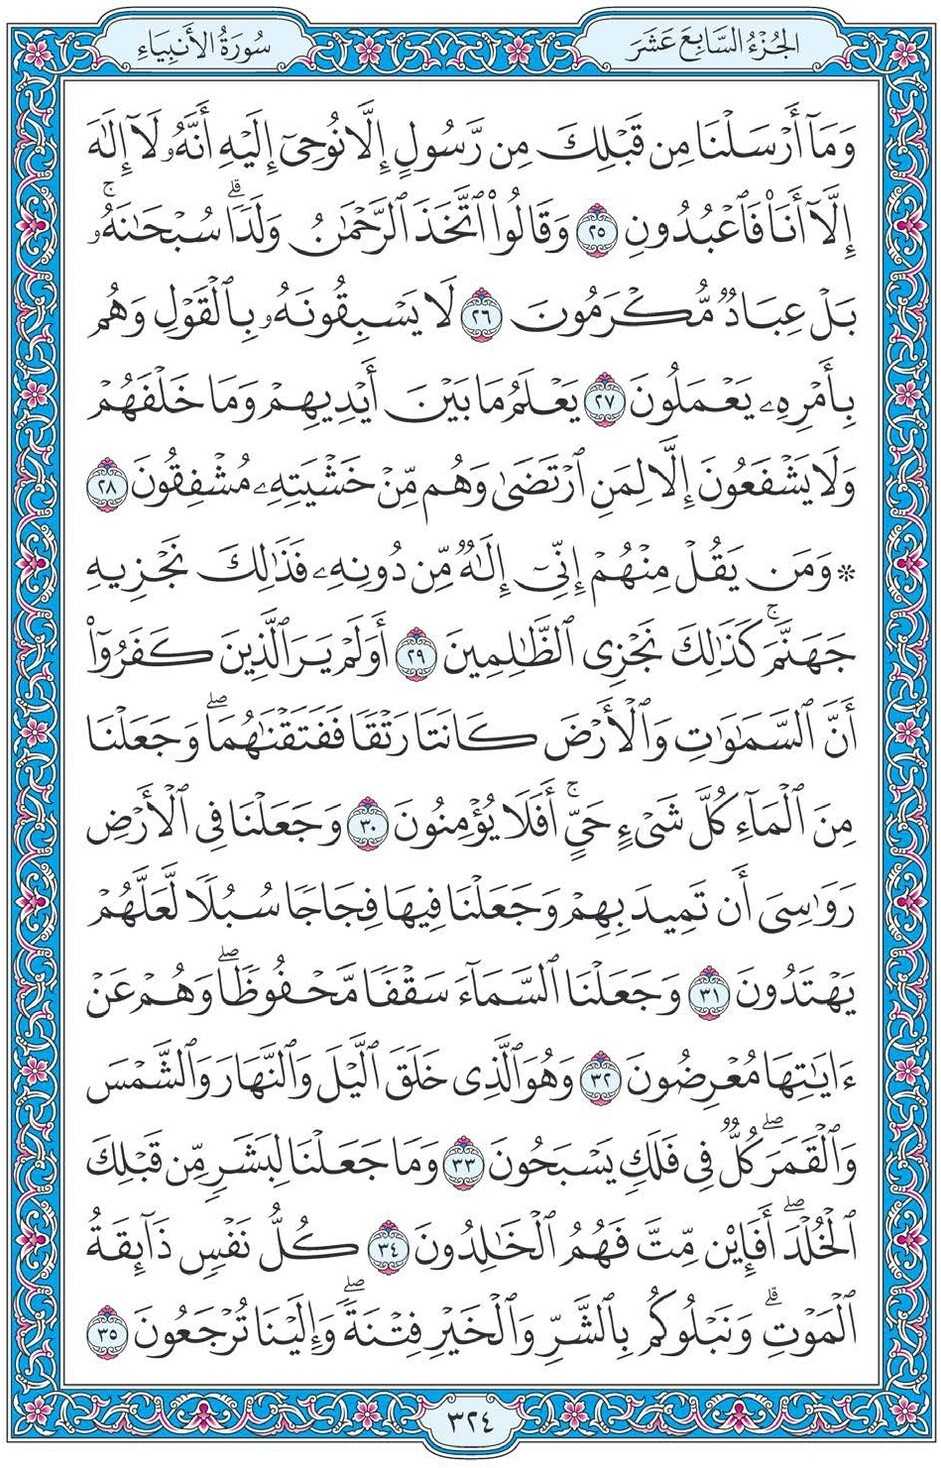 الجُزْءُ السَّابِعَ عَشَرَ
سُورَةُ الأَنبِيَاءِ
وَمَآ أَرْسَلْنَا مِن قَبْلِكَ مِن رَّسُولٍ إِلَّا نُوحِىٓ إِلَيْهِ أَنَّهُۥ لَآ إِلَٰهَ
إِلَّآ أَنَا۠ فَٱعْبُدُونِ ٢٥ وَقَالُوا۟ ٱتَّخَذَ ٱلرَّحْمَٰنُ وَلَدًا ۗ سُبْحَٰنَهُۥ ۚ
بَلْ عِبَادٌ مُّكْرَمُونَ ٢٦ لَا يَسْبِقُونَهُۥ بِٱلْقَوْلِ وَهُم
بِأَمْرِهِۦ يَعْمَلُونَ ٢٧ يَعْلَمُ مَا بَيْنَ أَيْدِيهِمْ وَمَا خَلْفَهُمْ
وَلَا يَشْفَعُونَ إِلَّا لِمَنِ ٱرْتَضَىٰ وَهُم مِّنْ خَشْيَتِهِۦ مُشْفِقُونَ ٢٨
* وَمَن يَقُلْ مِنْهُمْ إِنِّىٓ إِلَٰهٌ مِّن دُونِهِۦ فَذَٰلِكَ نَجْزِيهِ
جَهَنَّمَ ۚ كَذَٰلِكَ نَجْزِى ٱلظَّٰلِمِينَ ٢٩ أَوَلَمْ يَرَ ٱلَّذِينَ كَفَرُوٓا۟
أَنَّ ٱلسَّمَٰوَٰتِ وَٱلْأَرْضَ كَانَتَا رَتْقًا فَفَتَقْنَٰهُمَا ۖ وَجَعَلْنَا
مِنَ ٱلْمَآءِ كُلَّ شَىْءٍ حَىٍّ ۚ أَفَلَا يُؤْمِنُونَ ٣٠ وَجَعَلْنَا فِى ٱلْأَرْضِ
رَوَٰسِىَ أَن تَمِيدَ بِهِمْ وَجَعَلْنَا فِيهَا فِجَاجًا سُبُلًا لَّعَلَّهُمْ
يَهْتَدُونَ ٣١ وَجَعَلْنَا ٱلسَّمَآءَ سَقْفًا مَّحْفُوظًا ۖ وَهُمْ عَنْ
ءَايَٰتِهَا مُعْرِضُونَ ٣٢ وَهُوَ ٱلَّذِى خَلَقَ ٱلَّيْلَ وَٱلنَّهَارَ وَٱلشَّمْسَ
وَٱلْقَمَرَ ۖ كُلٌّ فِى فَلَكٍ يَسْبَحُونَ ٣٣ وَمَا جَعَلْنَا لِبَشَرٍ مِّن قَبْلِكَ
ٱلْخُلْدَ ۖ أَفَإِي۟ن مِّتَّ فَهُمُ ٱلْخَٰلِدُونَ ٣٤ كُلُّ نَفْسٍ ذَآئِقَةُ
ٱلْمَوْتِ ۗ وَنَبْلُوكُم بِٱلشَّرِّ وَٱلْخَيْرِ فِتْنَةً ۖ وَإِلَيْنَا تُرْجَعُونَ ٣٥
٣٢٤